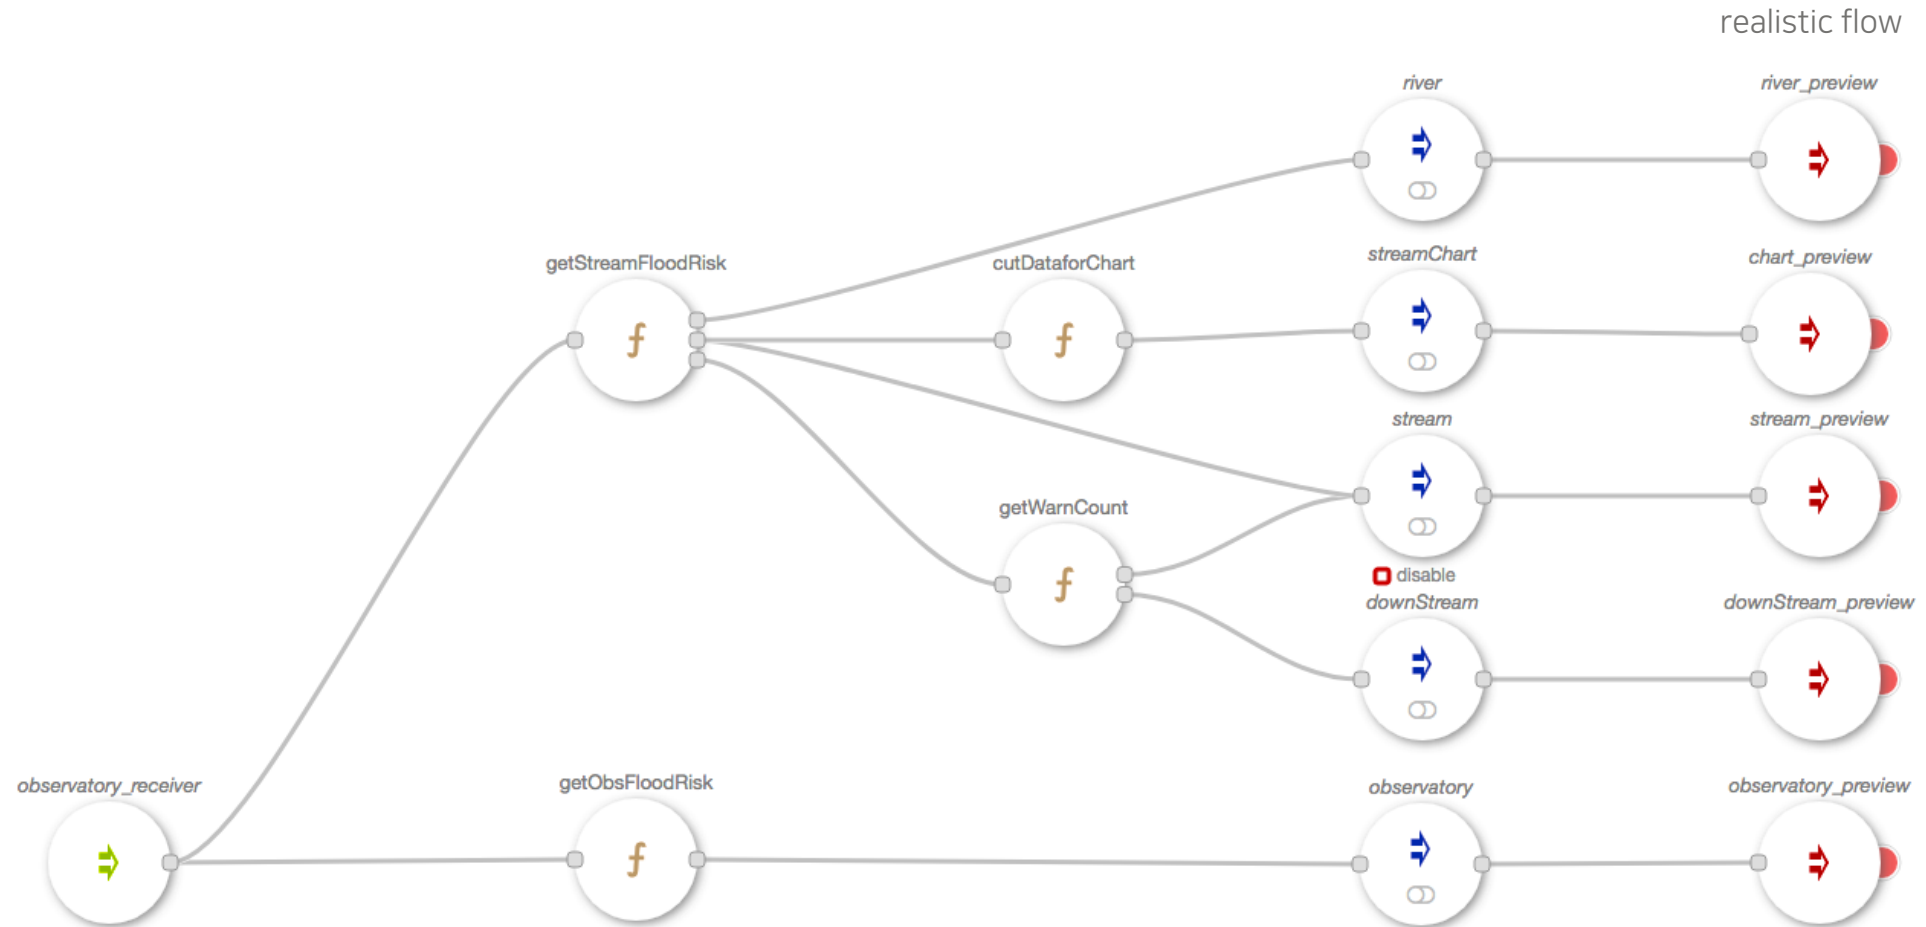 realistic flow
river
river_preview
getStreamFloodRisk
cutDataforChart
streamChart
chart_preview
stream
stream_preview
getWarnCount
disable
downStream
downStream_preview
observatory_receiver
getObsFloodRisk
observatory
observatory_preview